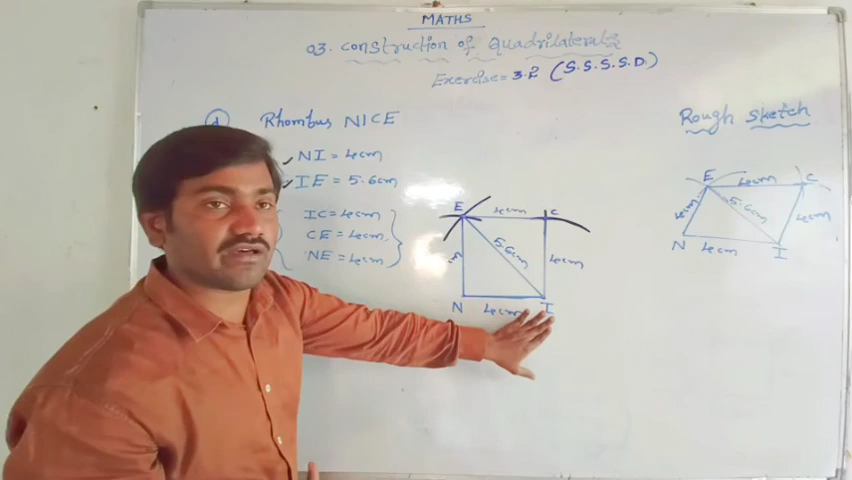 MATHS
03. Construction of Quadrilaterals
Exercise = 3.2 (S.S.S.S.D.)
d
Rhombus NICE
NI = 4cm
IE = 5.6cm
IC = 4cm
CE = 4cm
NE = 4cm
E 4cm C
5.6cm 4cm
N 4cm I
Rough Sketch
E 4cm C
4cm 5.6cm 4cm
N 4cm I